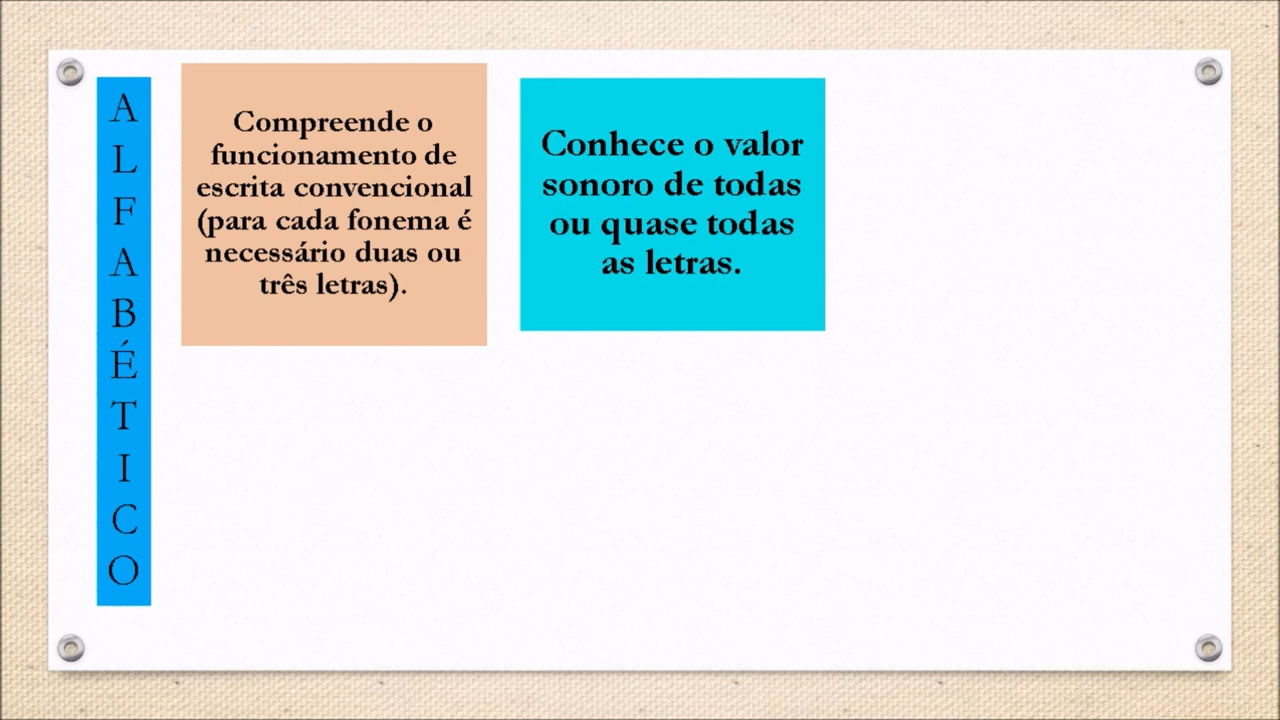 ALFABÉTICO
Compreende o
funcionamento de
escrita convencional
(para cada fonema é
necessário duas ou
três letras).
Conhece o valor
sonoro de todas
ou quase todas
as letras.